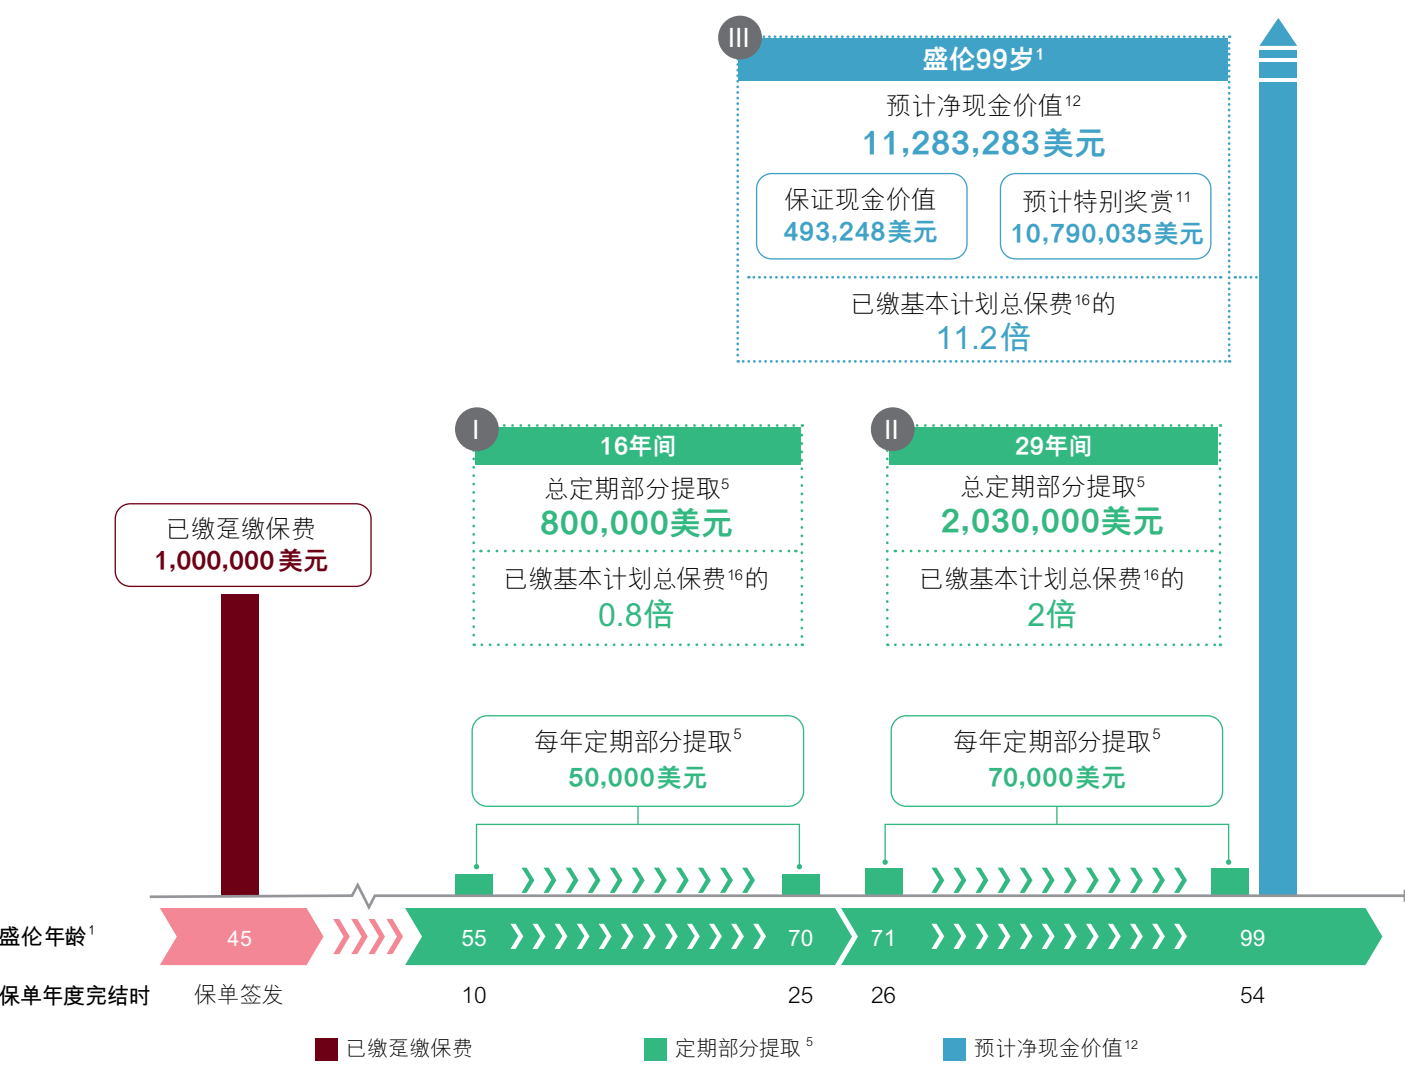 III
盛伦99岁1
预计净现金价值12
11,283,283美元
保证现金价值
493,248美元
预计特别奖赏11
10,790,035美元
已缴基本计划总保费16的
11.2倍
I
16年间
总定期部分提取5
800,000美元
已缴基本计划总保费16的
0.8倍
II
29年间
总定期部分提取5
2,030,000美元
已缴基本计划总保费16的
2倍
已缴趸缴保费
1,000,000美元
每年定期部分提取5
50,000美元
每年定期部分提取5
70,000美元
盛伦年龄1 45 55 70 71 99
保单年度完结时 保单签发 10 25 26 54
已缴趸缴保费 定期部分提取5 预计净现金价值12